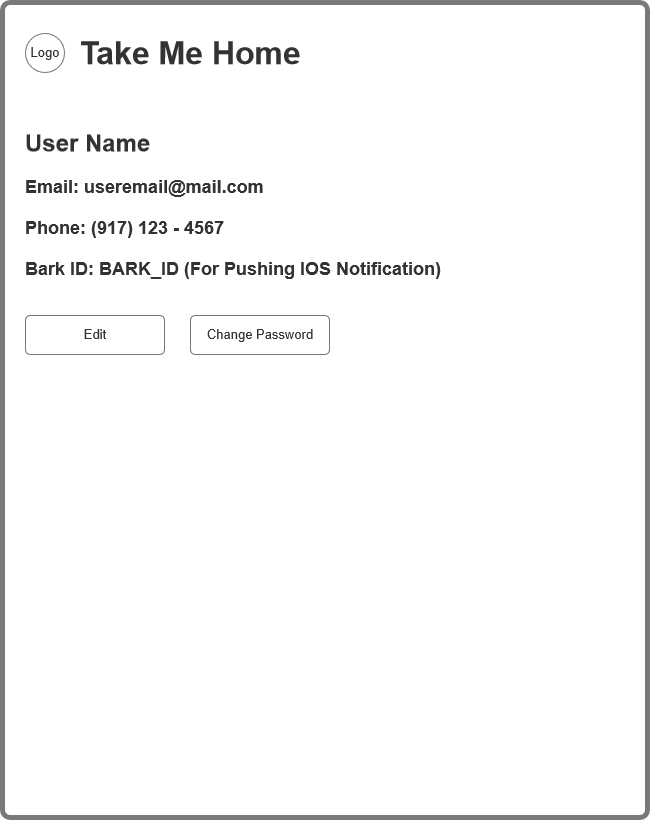 Logo
Take Me Home
User Name
Email: useremail@mail.com
Phone: (917) 123 - 4567
Bark ID: BARK_ID (For Pushing IOS Notification)
Edit
Change Password